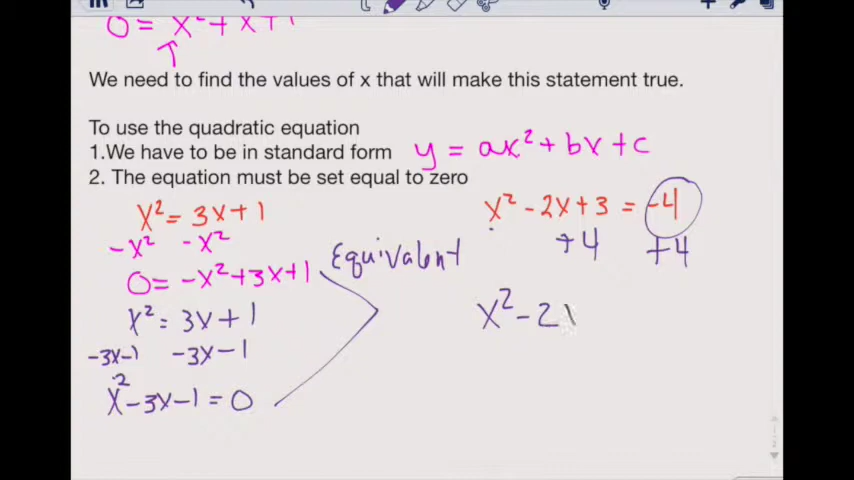 0 = x² + x + 1
We need to find the values of x that will make this statement true.
To use the quadratic equation
1.We have to be in standard form y = ax² + bx + c
2. The equation must be set equal to zero
x² = 3x + 1
-x² -x²
0 = -x² + 3x + 1
x² = 3x + 1
-3x-1 -3x-1
x² - 3x - 1 = 0
Equivalent
x² - 2x + 3 = -4
+4 +4
x² - 2x